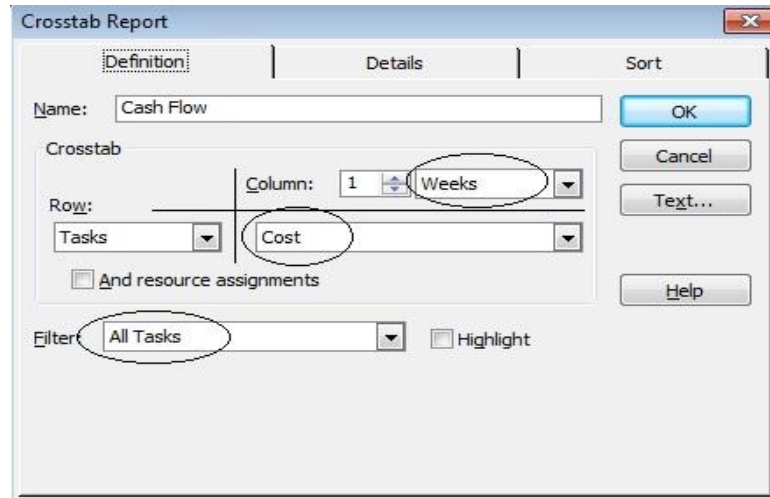 Crosstab Report
Definition Details Sort
Name: Cash Flow OK
Crosstab Cancel
Column: 1 Weeks Text...
Row:
Tasks Cost
And resource assignments Help
Filter: All Tasks Highlight